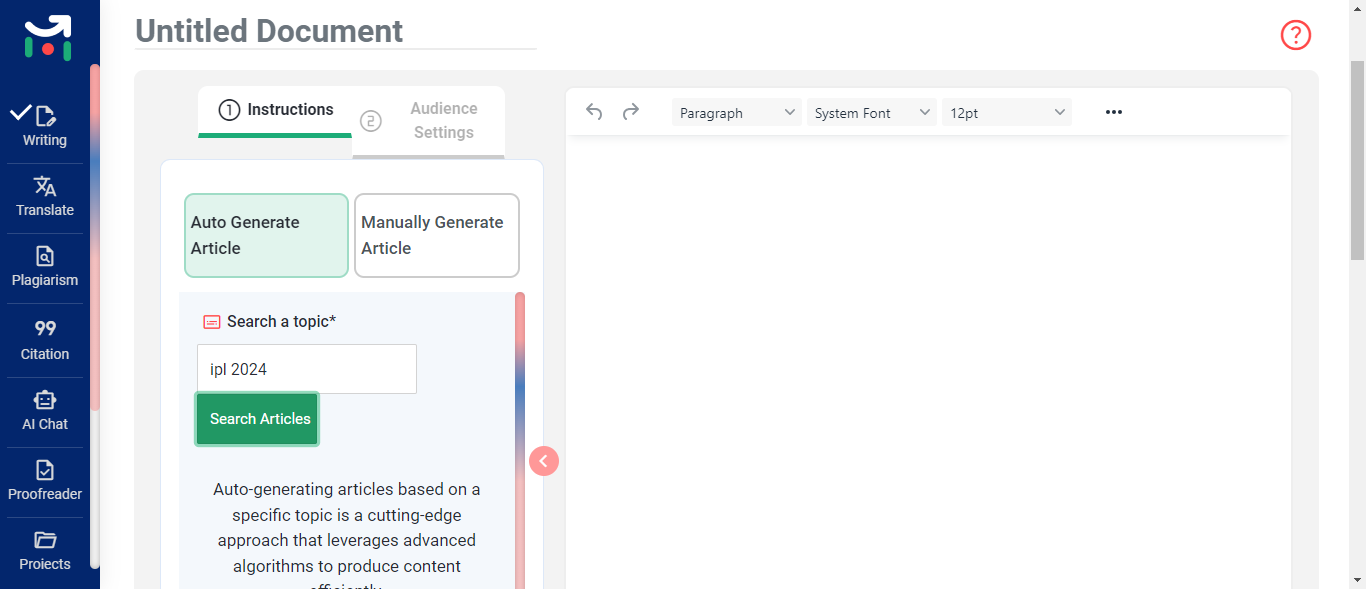 Untitled Document
?
Writing
Translate
Plagiarism
Citation
AI Chat
Proofreader
Projects
1 Instructions
2 Audience
Settings
Auto Generate
Article
Manually Generate
Article
Search a topic*
ipl 2024
Search Articles
Auto-generating articles based on a
specific topic is a cutting-edge
approach that leverages advanced
algorithms to produce content
efficiently.
Paragraph
System Font
12pt